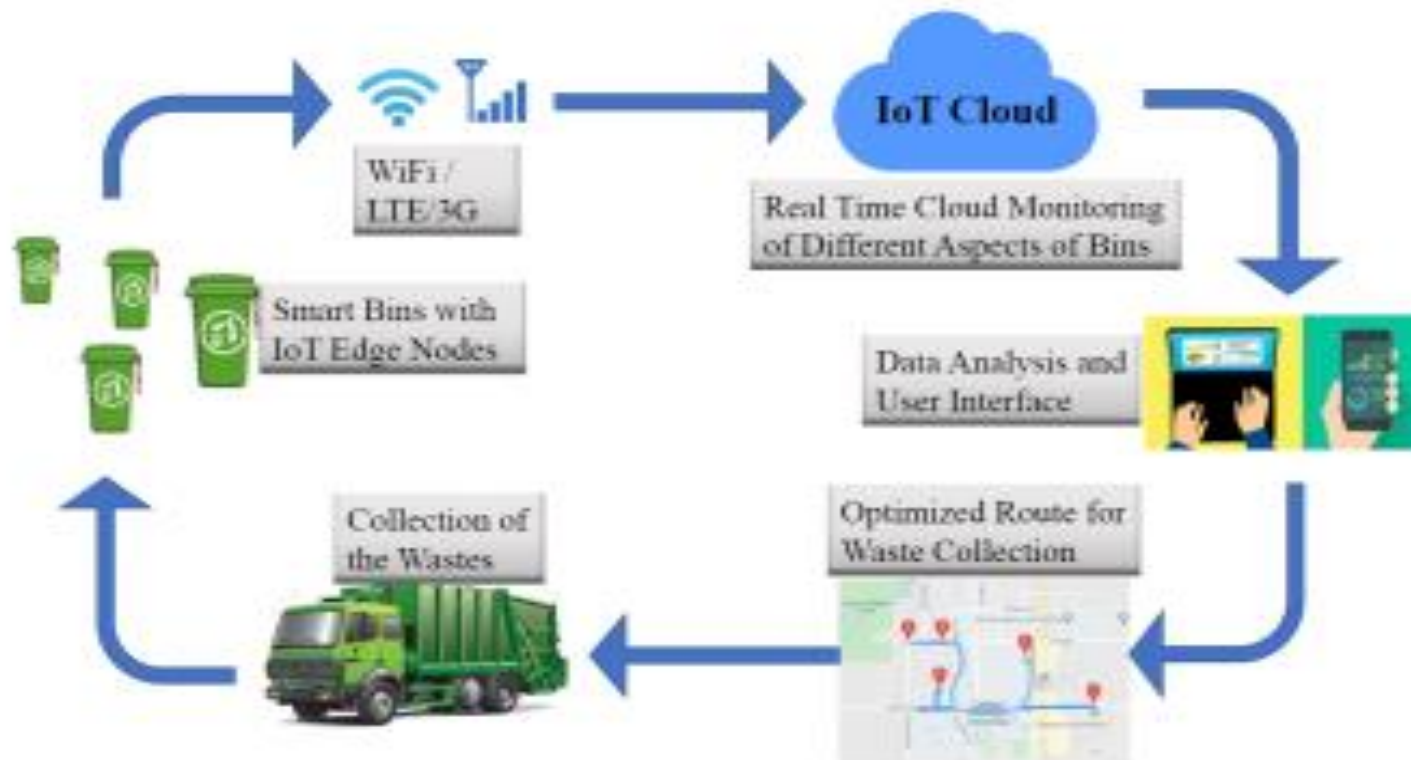 WiFi /
LTE/3G
IoT Cloud
Real Time Cloud Monitoring
of Different Aspects of Bins
Smart Bins with
IoT Edge Nodes
Data Analysis and
User Interface
Collection of
the Wastes
Optimized Route for
Waste Collection